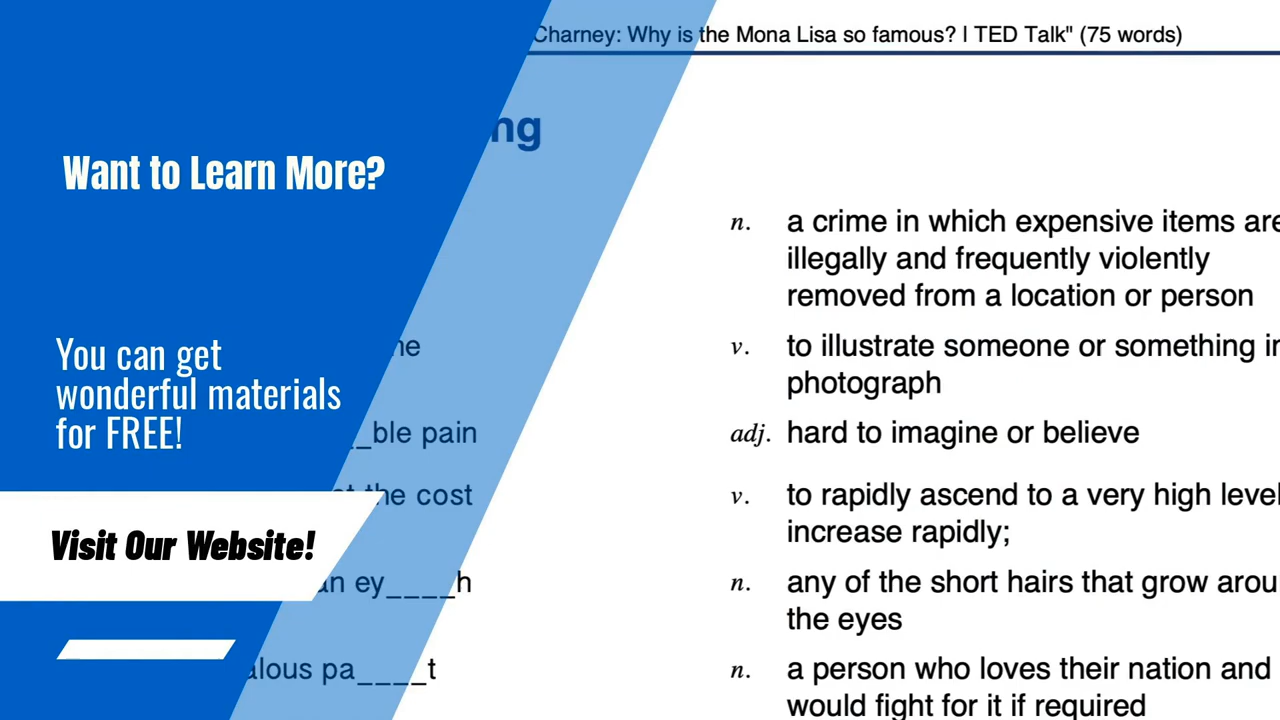 Charney: Why is the Mona Lisa so famous? | TED Talk" (75 words)
ng
Want to Learn More?
You can get
wonderful materials
for FREE!
Visit Our Website!
n. a crime in which expensive items are
illegally and frequently violently
removed from a location or person
ne v. to illustrate someone or something in
photograph
_ble pain adj. hard to imagine or believe
the cost v. to rapidly ascend to a very high level
increase rapidly;
an ey____h n. any of the short hairs that grow arou
the eyes
alous pa____t n. a person who loves their nation and
would fight for it if required